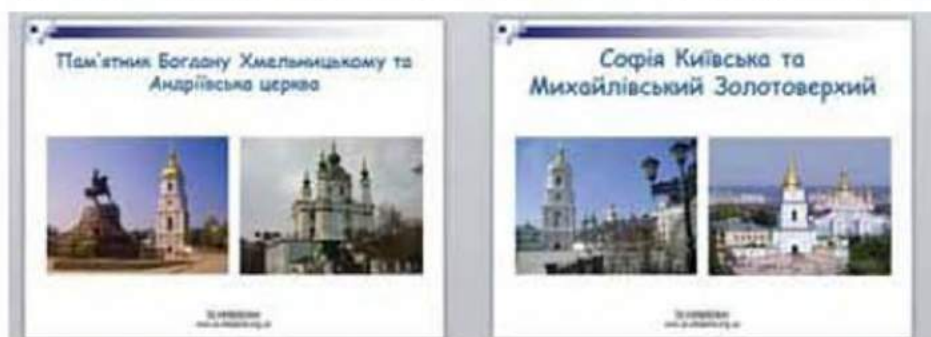 Пам'ятник Богдану Хмельницькому та
Андріївська церква
Софія Київська та
Михайлівський Золотоверхий